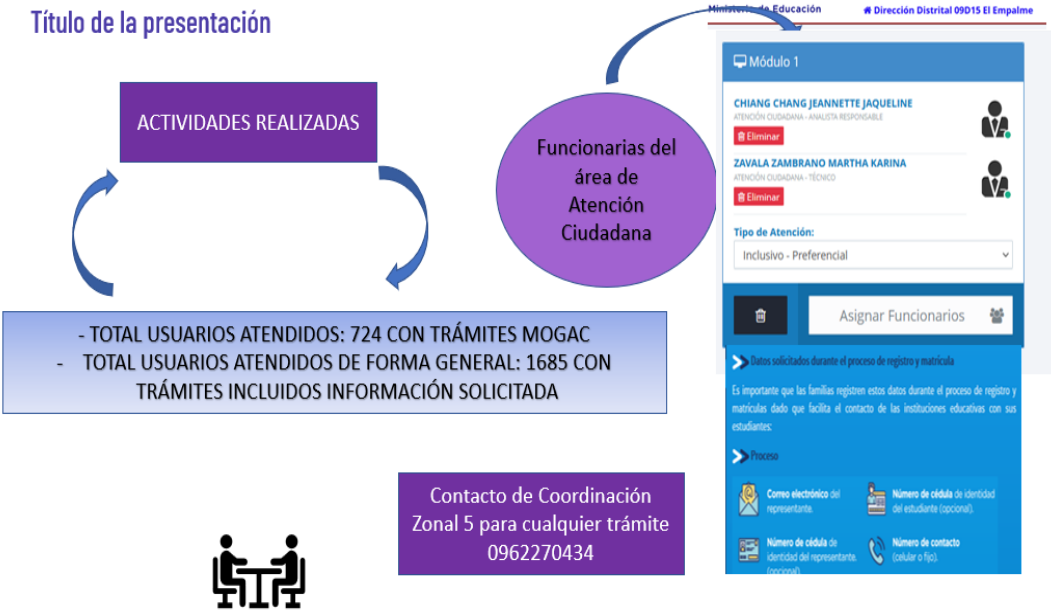 Título de la presentación
Ministerio de Educación
Dirección Distrital 09D15 El Empalme
ACTIVIDADES REALIZADAS
Funcionarias del
área de
Atención
Ciudadana
Módulo 1
CHIANG CHANG JEANNETTE JAQUELINE
ATENCIÓN CIUDADANA - ANALISTA RESPONSABLE
Eliminar
ZAVALA ZAMBRANO MARTHA KARINA
ATENCIÓN CIUDADANA - TÉCNICO
Eliminar
Tipo de Atención:
Inclusivo - Preferencial
Asignar Funcionarios
- TOTAL USUARIOS ATENDIDOS: 724 CON TRÁMITES MOGAC
- TOTAL USUARIOS ATENDIDOS DE FORMA GENERAL: 1685 CON
TRÁMITES INCLUIDOS INFORMACIÓN SOLICITADA
Datos solicitados durante el proceso de registro y matrícula
Es importante que las familias registren estos datos durante el proceso de registro y
matrículas dado que facilita el contacto de las instituciones educativas con sus
estudiantes:
Proceso
Correo electrónico del
representante.
Número de cédula de identidad
del estudiante (opcional).
Número de cédula de
identidad del representante.
(opcional)
Número de contacto
(celular o fijo).
Contacto de Coordinación
Zonal 5 para cualquier trámite
0962270434